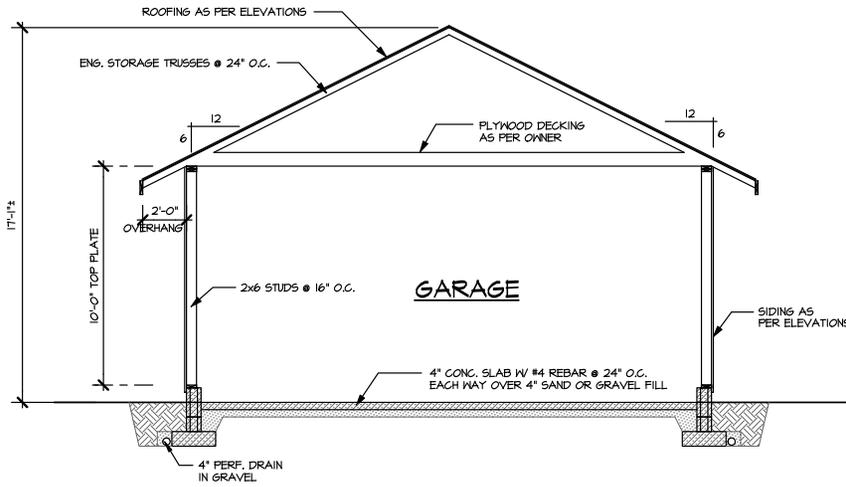 ROOFING AS PER ELEVATIONS
ENG. STORAGE TRUSSES @ 24" O.C.
12
6
PLYWOOD DECKING
AS PER OWNER
12
6
17'-1"±
2'-0"
OVERHANG
10'-0" TOP PLATE
2x6 STUDS @ 16" O.C.
GARAGE
SIDING AS
PER ELEVATIONS
4" CONC. SLAB W/ #4 REBAR @ 24" O.C.
EACH WAY OVER 4" SAND OR GRAVEL FILL
4" PERF. DRAIN
IN GRAVEL